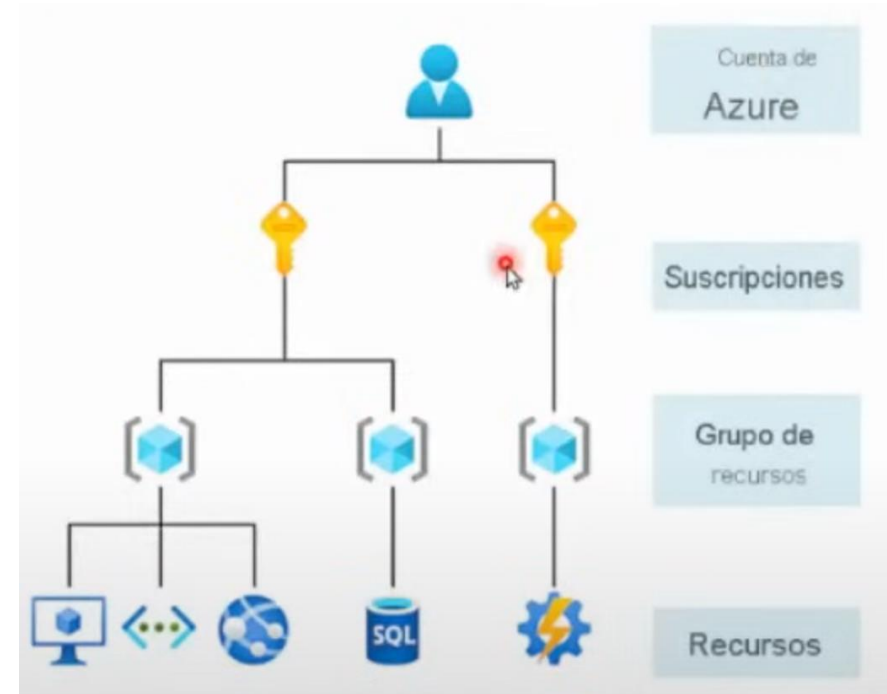 Cuenta de
Azure
Suscripciones
Grupo de
recursos
SQL
Recursos